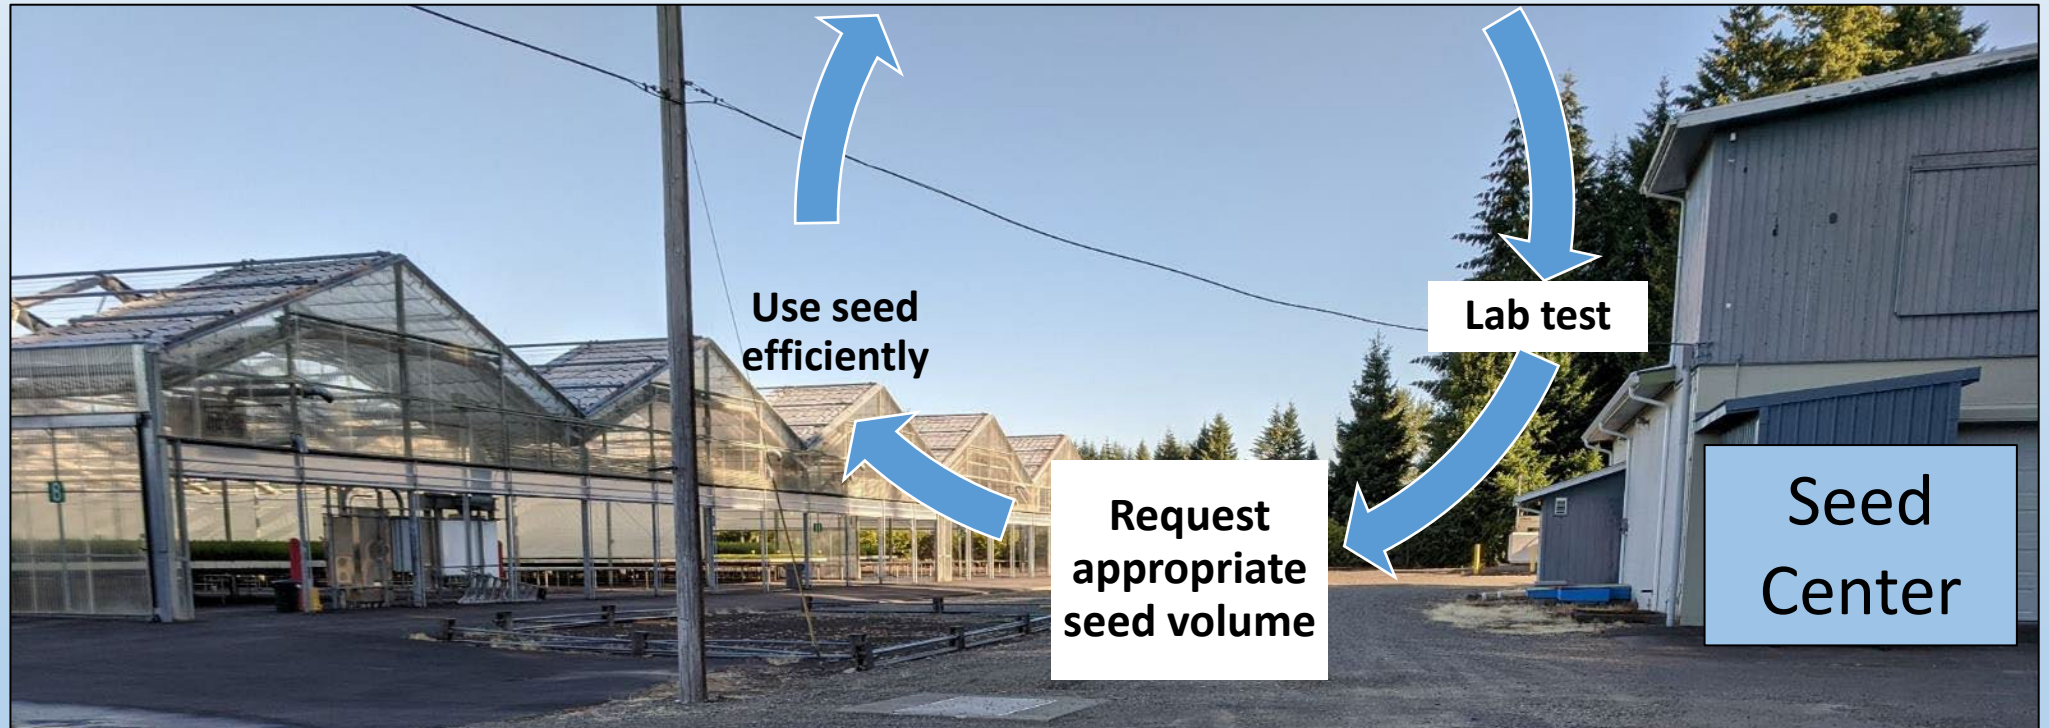 Use seed
efficiently
Lab test
Request
appropriate
seed volume
Seed
Center
B